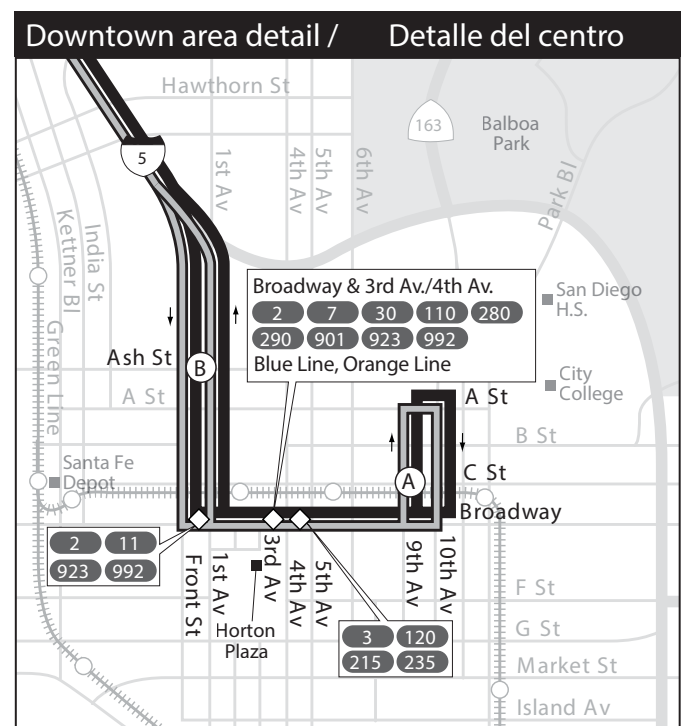 Downtown area detail / Detalle del centro
Hawthorn St
5
163
Balboa
Park
1st Av
4th Av
5th Av
6th Av
Park Bl
Kettner Bl
India St
Green Line
Broadway & 3rd Av./4th Av.
2 7 30 110 280
290 901 923 992
Blue Line, Orange Line
San Diego
H.S.
Ash St
B
A St
A St
City
College
B St
Santa Fe
Depot
A
C St
Broadway
2 11
923 992
Front St
1st Av
3rd Av
4th Av
5th Av
9th Av
10th Av
Horton
Plaza
3 120
215 235
F St
G St
Market St
Island Av